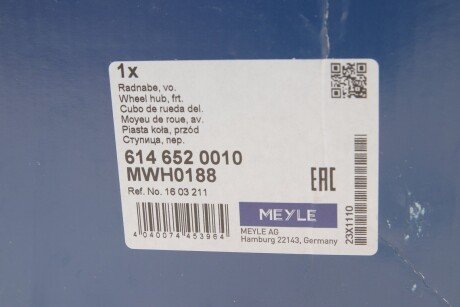 1x
Radnabe, vo.
Wheel hub, frt.
Cubo de rueda del.
Moyeu de roue, av.
Piasta koła, przód
Ступица, пер.
614 652 0010
MWH0188
Ref. No. 16 03 211
4 040074 453964
EAC
MEYLE
MEYLE AG
Hamburg 22143, Germany
23X1110